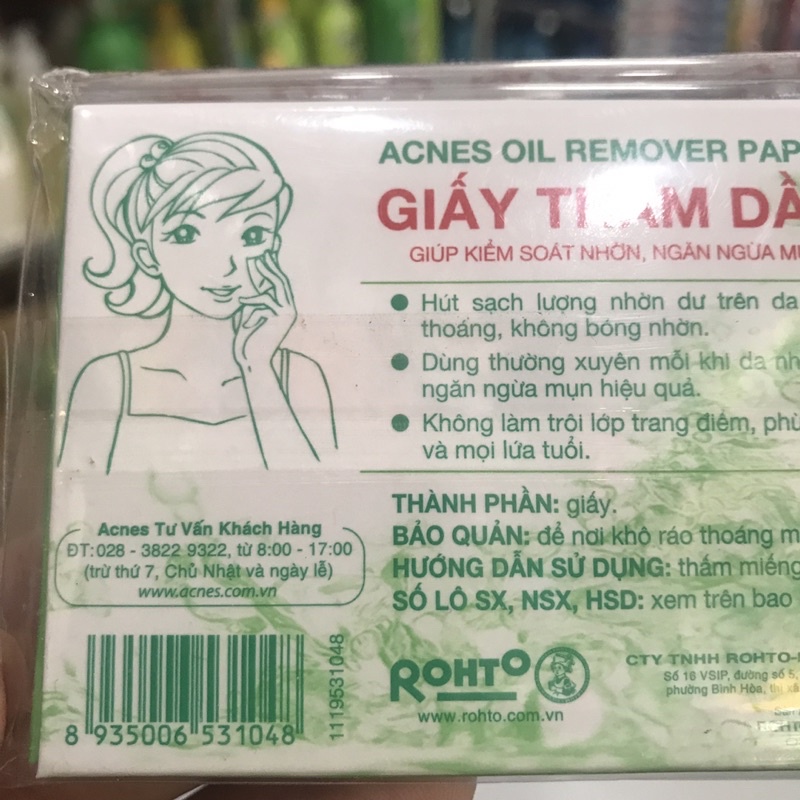 ACNES OIL REMOVER PAP
GIẤY THẤM DẦ
GIÚP KIỂM SOÁT NHỜN, NGĂN NGỪA MỤ
Hút sạch lượng nhờn dư trên da
thoáng, không bóng nhờn.
Dùng thường xuyên mỗi khi da nh
ngăn ngừa mụn hiệu quả.
Không làm trội lớp trang điểm, phù
và mọi lứa tuổi.
THÀNH PHẦN: giấy.
BẢO QUẢN: để nơi khô ráo thoáng m
HƯỚNG DẪN SỬ DỤNG: thấm miếng
SỐ LÔ SX, NSX, HSD: xem trên bao
Acnes Tư Vấn Khách Hàng
ĐT: 028 - 3822 9322, từ 8:00 - 17:00
(trừ thứ 7, Chủ Nhật và ngày lễ)
www.acnes.com.vn
8 935006 531048
1119531048
ROHTO
www.rohto.com.vn
CTY TNHH ROHTO-
Số 16 VSIP, đường số 5,
phường Bình Hòa, thị xã